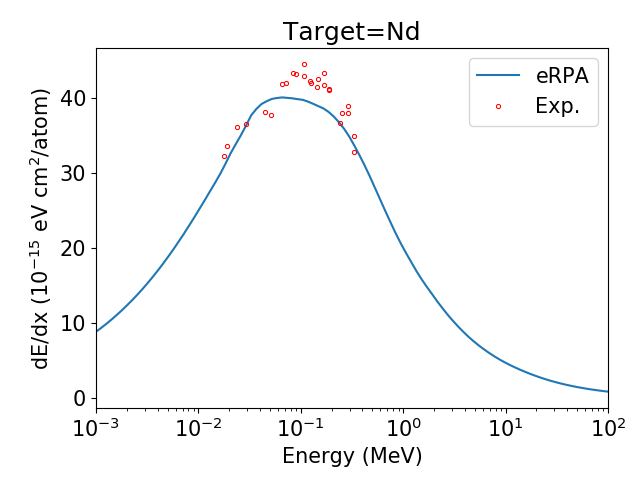 Target=Nd
eRPA
Exp.
dE/dx (10⁻¹⁵ eV cm²/atom)
40
30
20
10
0
10⁻³ 10⁻² 10⁻¹ 10⁰ 10¹ 10²
Energy (MeV)